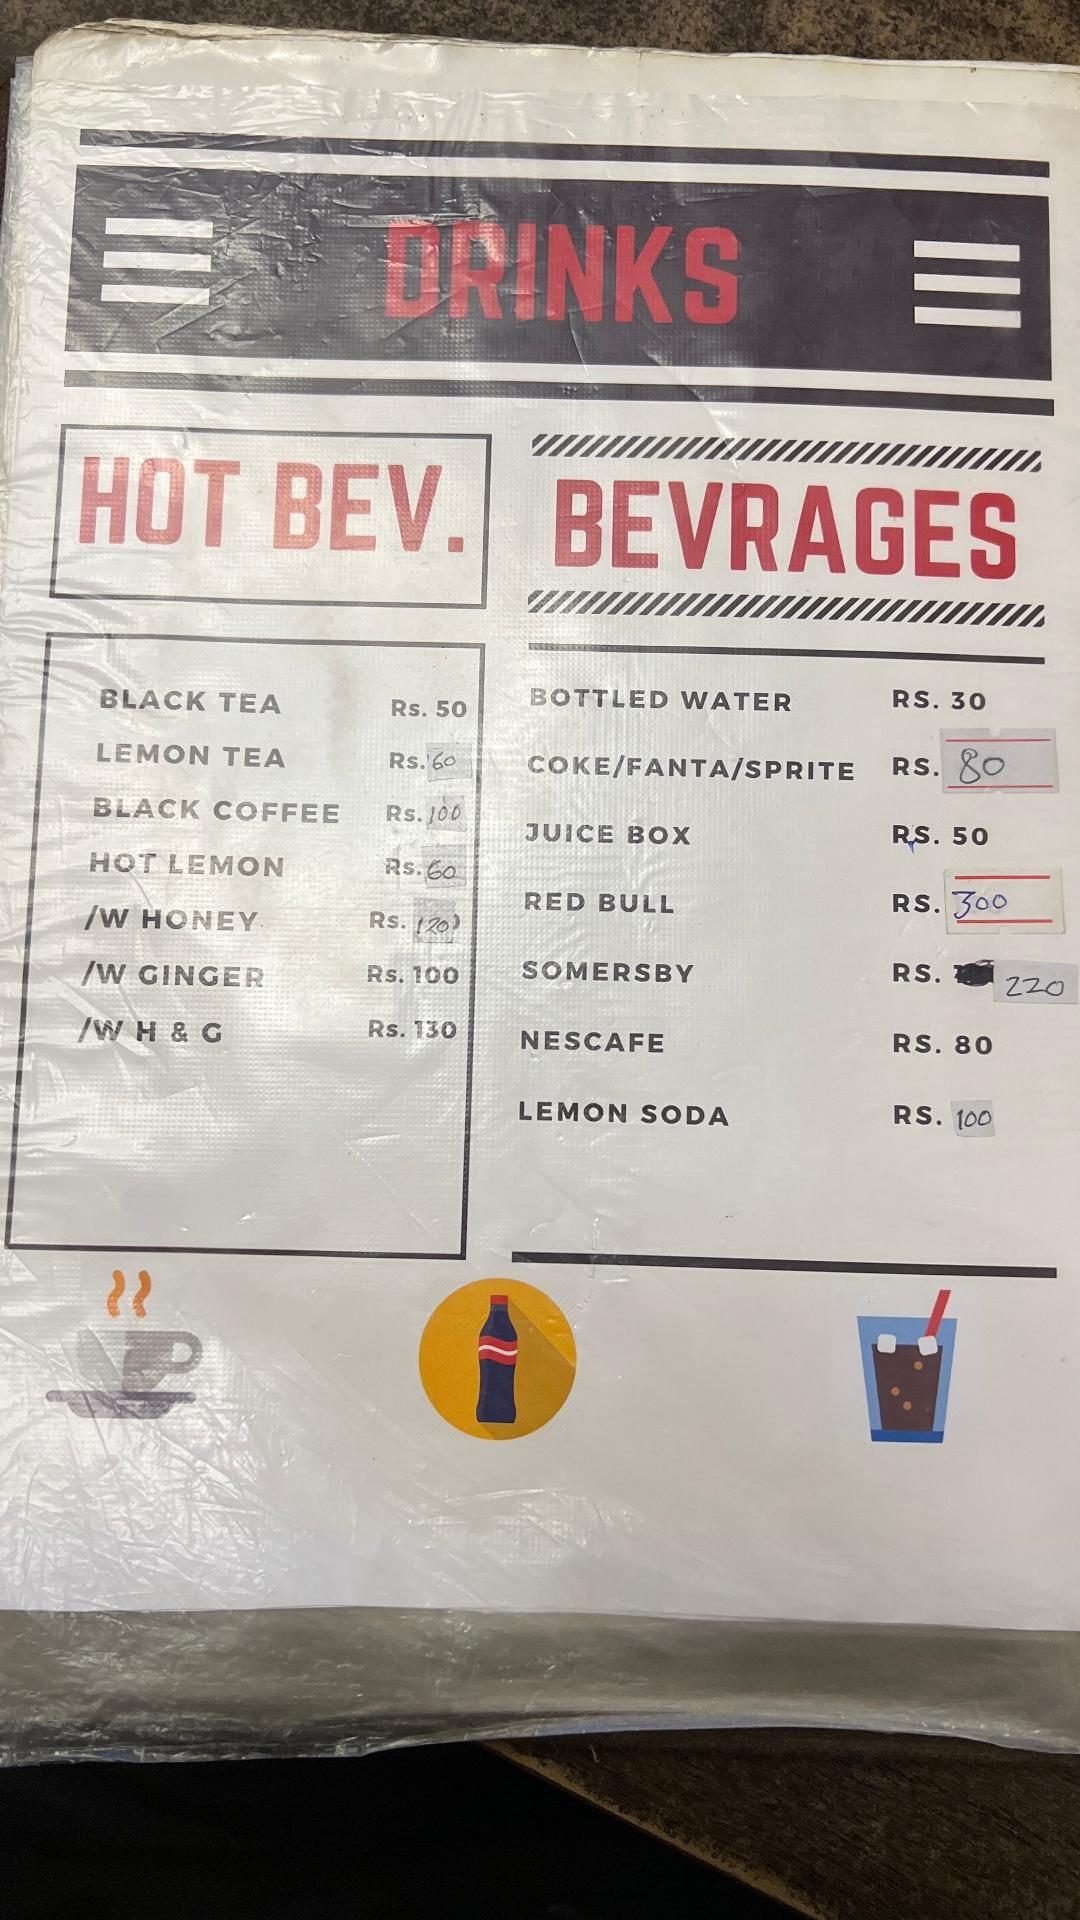 DRINKS
HOT BEV.
BLACK TEA Rs. 50
LEMON TEA Rs. 60
BLACK COFFEE Rs. 100
HOT LEMON Rs. 60
/W HONEY Rs. 120
/W GINGER Rs. 100
/W H & G Rs. 130
BEVRAGES
BOTTLED WATER RS. 30
COKE/FANTA/SPRITE RS. 80
JUICE BOX RS. 50
RED BULL RS. 300
SOMERSBY RS. 220
NESCAFE RS. 80
LEMON SODA RS. 100